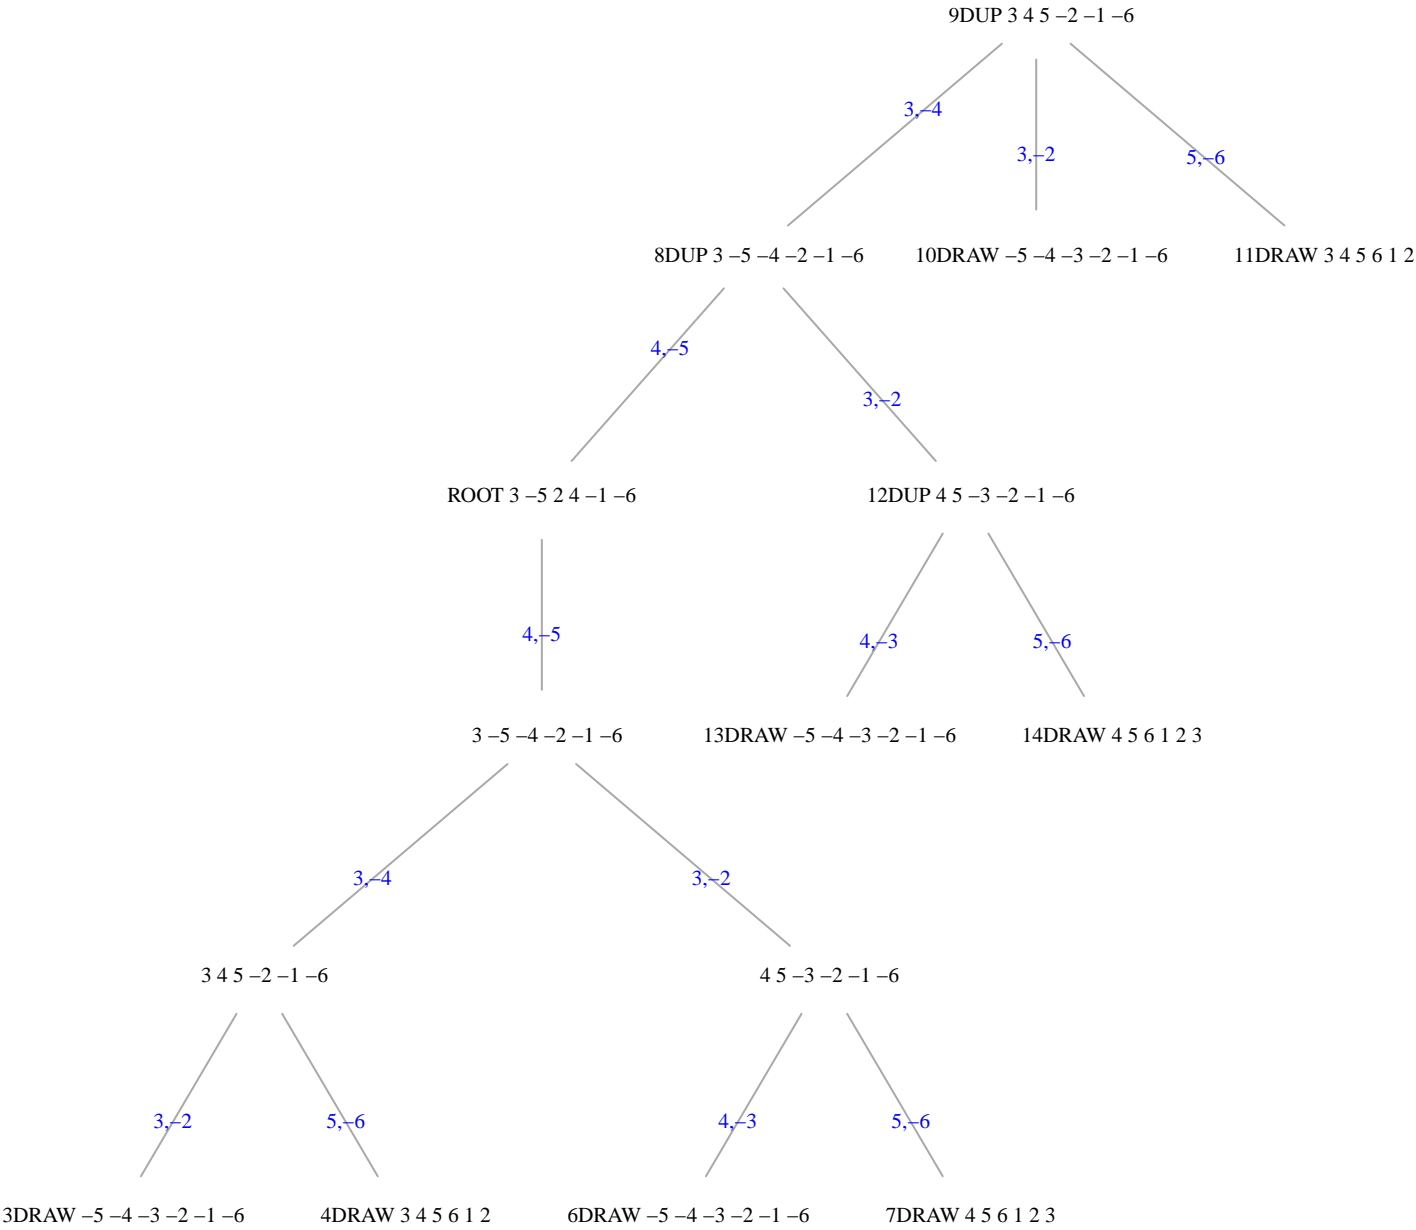 9DUP 3 4 5 –2 –1 –6
3,–4
3,–2
5,–6
8DUP 3 –5 –4 –2 –1 –6
10DRAW –5 –4 –3 –2 –1 –6
11DRAW 3 4 5 6 1 2
4,–5
3,–2
ROOT 3 –5 2 4 –1 –6
12DUP 4 5 –3 –2 –1 –6
4,–5
4,–3
5,–6
3 –5 –4 –2 –1 –6
13DRAW –5 –4 –3 –2 –1 –6
14DRAW 4 5 6 1 2 3
3,–4
3,–2
3 4 5 –2 –1 –6
4 5 –3 –2 –1 –6
3,–2
5,–6
4,–3
5,–6
3DRAW –5 –4 –3 –2 –1 –6
4DRAW 3 4 5 6 1 2
6DRAW –5 –4 –3 –2 –1 –6
7DRAW 4 5 6 1 2 3